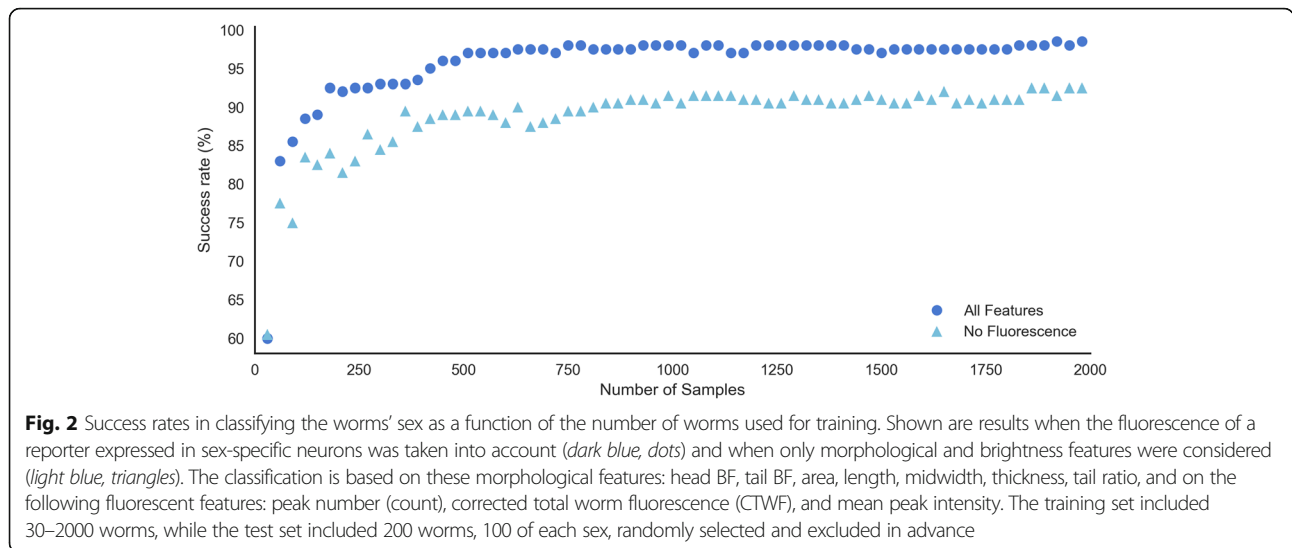 100
95
90
85
80
75
70
65
60
Success rate (%)
All Features
No Fluorescence
0 250 500 750 1000 1250 1500 1750 2000
Number of Samples
Fig. 2 Success rates in classifying the worms' sex as a function of the number of worms used for training. Shown are results when the fluorescence of a
reporter expressed in sex-specific neurons was taken into account (dark blue, dots) and when only morphological and brightness features were considered
(light blue, triangles). The classification is based on these morphological features: head BF, tail BF, area, length, midwidth, thickness, tail ratio, and on the
following fluorescent features: peak number (count), corrected total worm fluorescence (CTWF), and mean peak intensity. The training set included
30–2000 worms, while the test set included 200 worms, 100 of each sex, randomly selected and excluded in advance